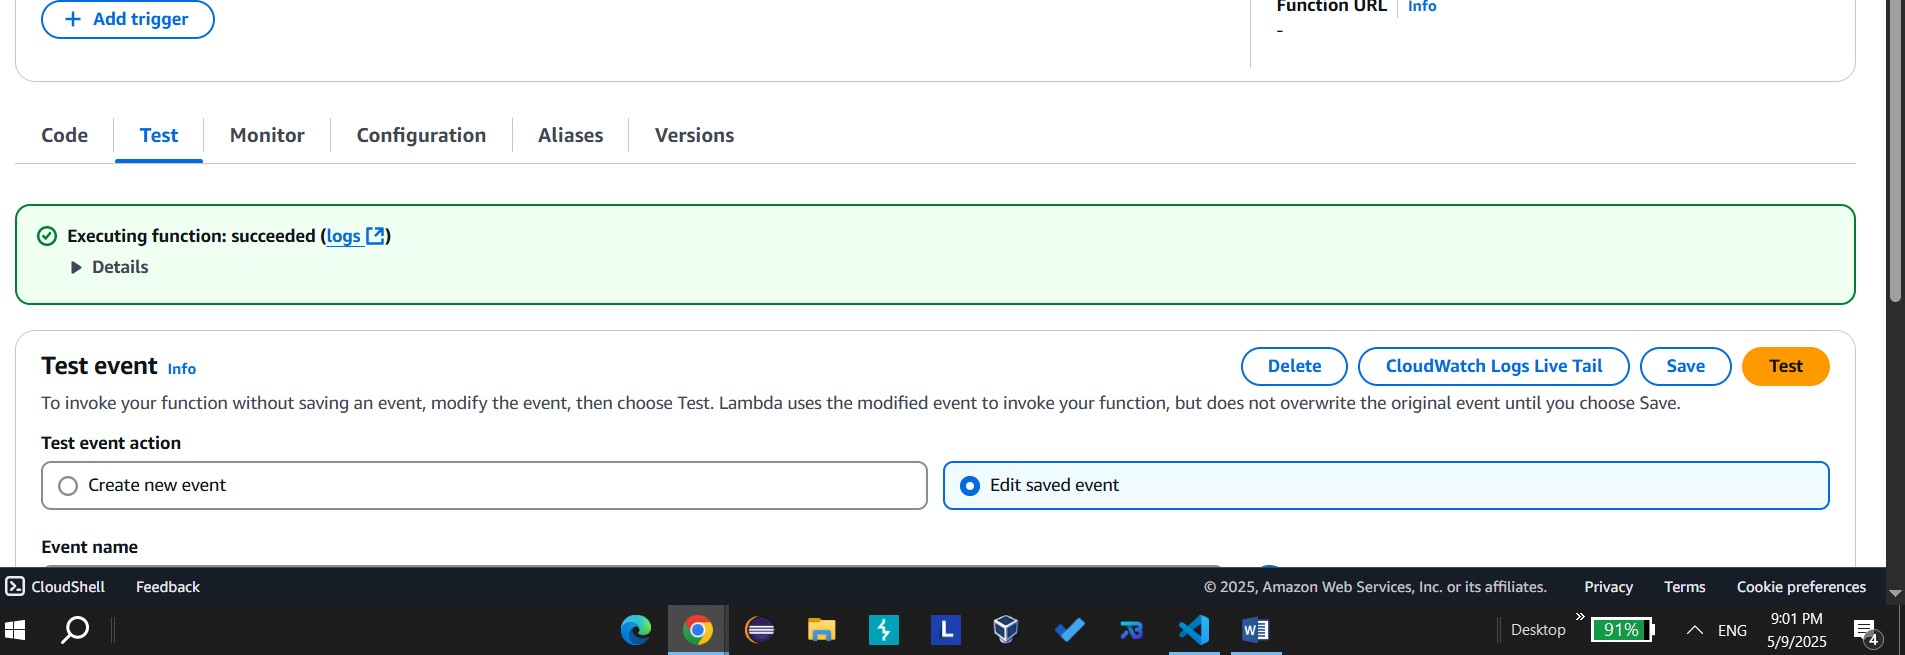 + Add trigger
Function URL | Info
-
Code
Test
Monitor
Configuration
Aliases
Versions
Executing function: succeeded (logs)
Details
Test event Info
Delete
CloudWatch Logs Live Tail
Save
Test
To invoke your function without saving an event, modify the event, then choose Test. Lambda uses the modified event to invoke your function, but does not overwrite the original event until you choose Save.
Test event action
Create new event
Edit saved event
Event name
CloudShell
Feedback
© 2025, Amazon Web Services, Inc. or its affiliates.
Privacy
Terms
Cookie preferences
L
W
Desktop
»
91%
ENG
9:01 PM
5/9/2025
4